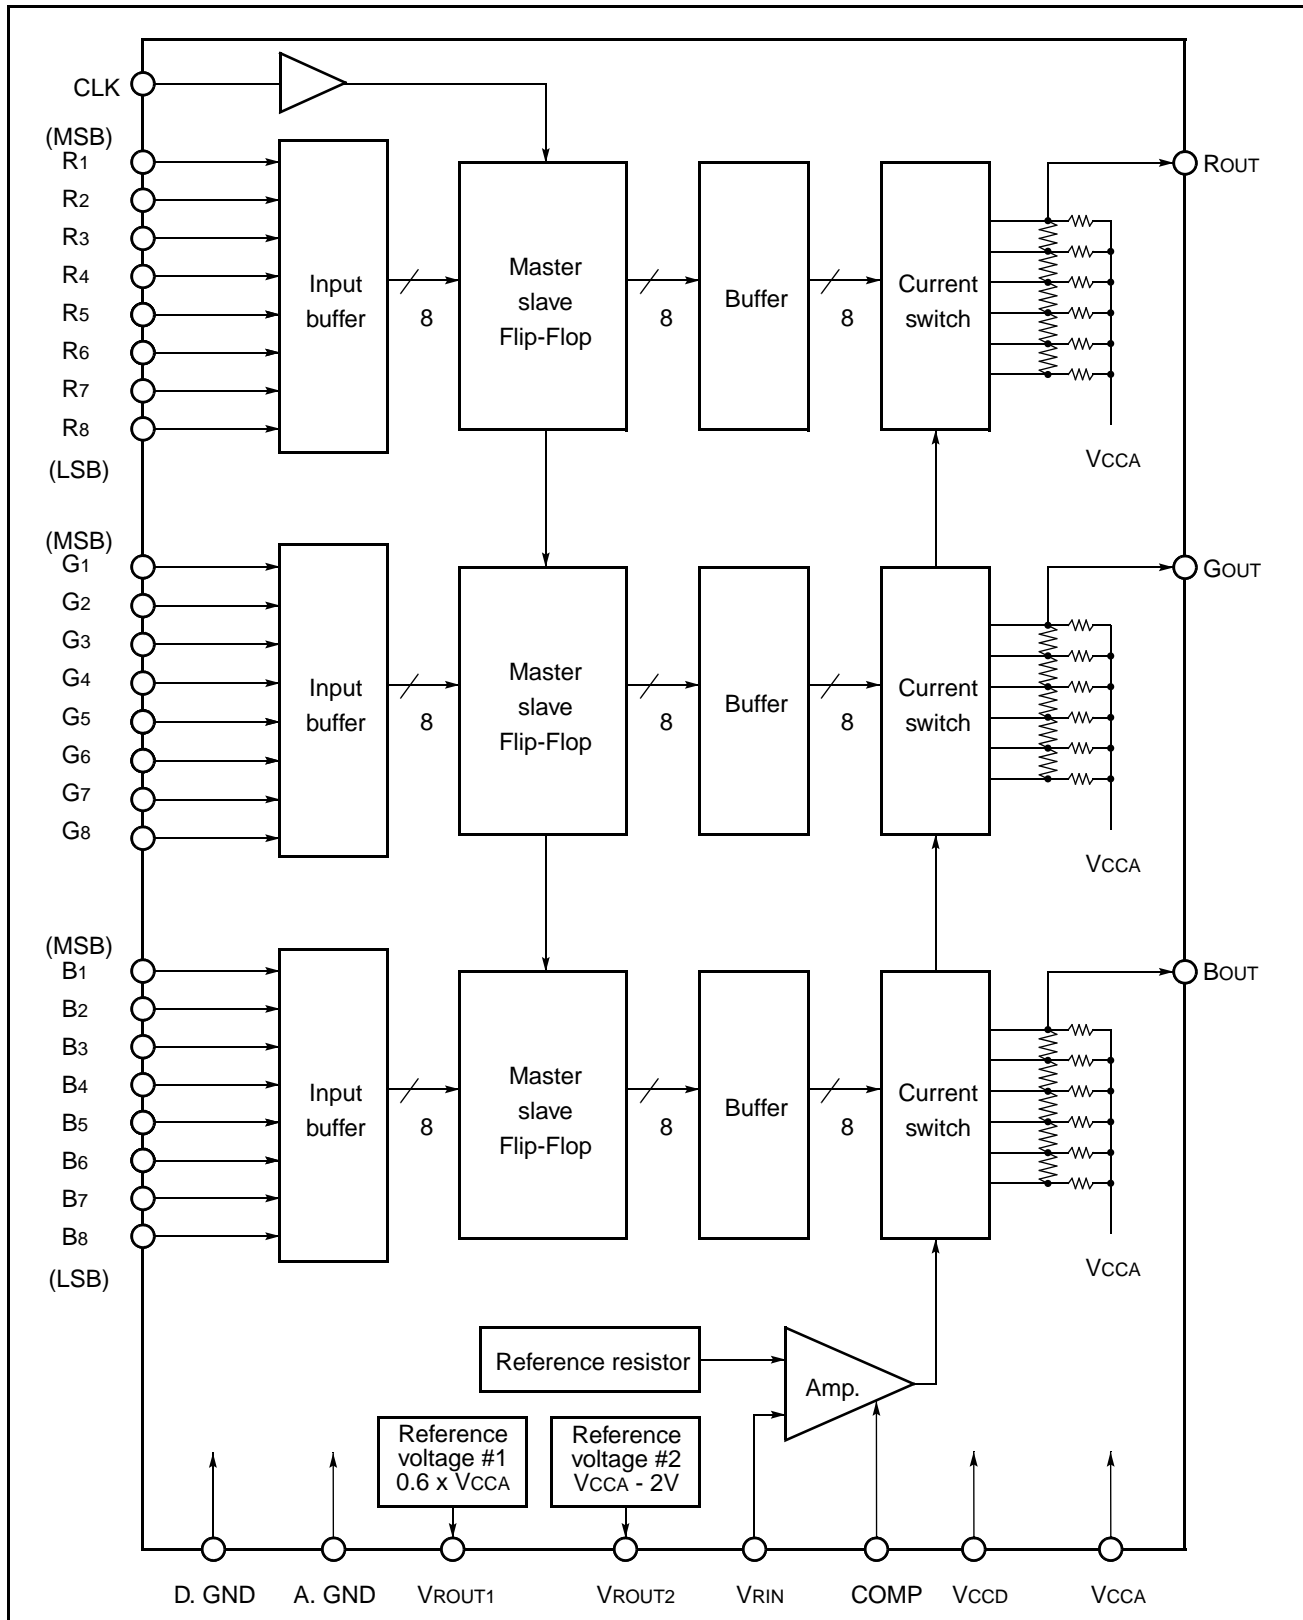 CLK
(MSB)
R1
R2
R3
R4
R5
R6
R7
R8
(LSB)
Input
buffer
8
Master
slave
Flip-Flop
8
Buffer
8
Current
switch
ROUT
VCCA
(MSB)
G1
G2
G3
G4
G5
G6
G7
G8
Input
buffer
8
Master
slave
Flip-Flop
8
Buffer
8
Current
switch
GOUT
VCCA
(MSB)
B1
B2
B3
B4
B5
B6
B7
B8
(LSB)
Input
buffer
8
Master
slave
Flip-Flop
8
Buffer
8
Current
switch
BOUT
VCCA
Reference resistor
Amp.
Reference
voltage #1
0.6 x VCCA
Reference
voltage #2
VCCA - 2V
D. GND
A. GND
VROUT1
VROUT2
VRIN
COMP
VCCD
VCCA